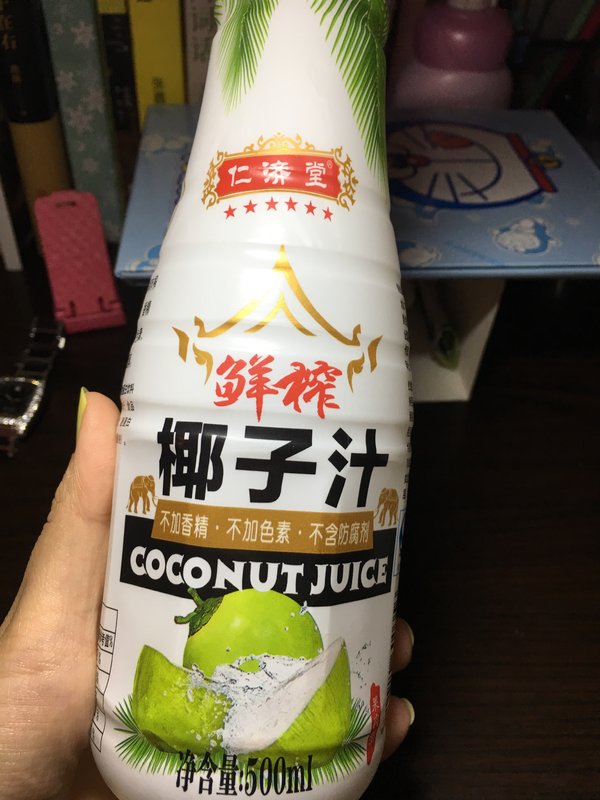 仁济堂®
鲜榨
椰子汁
不加香精·不加色素·不含防腐剂
COCONUT JUICE
净含量:500ml